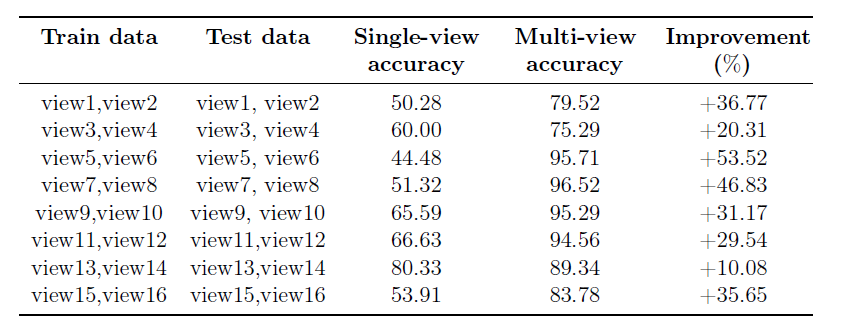 Train data Test data Single-view Multi-view Improvement
accuracy accuracy (%)
view1,view2 view1, view2 50.28 79.52 +36.77
view3,view4 view3, view4 60.00 75.29 +20.31
view5,view6 view5, view6 44.48 95.71 +53.52
view7,view8 view7, view8 51.32 96.52 +46.83
view9,view10 view9, view10 65.59 95.29 +31.17
view11,view12 view11,view12 66.63 94.56 +29.54
view13,view14 view13,view14 80.33 89.34 +10.08
view15,view16 view15,view16 53.91 83.78 +35.65